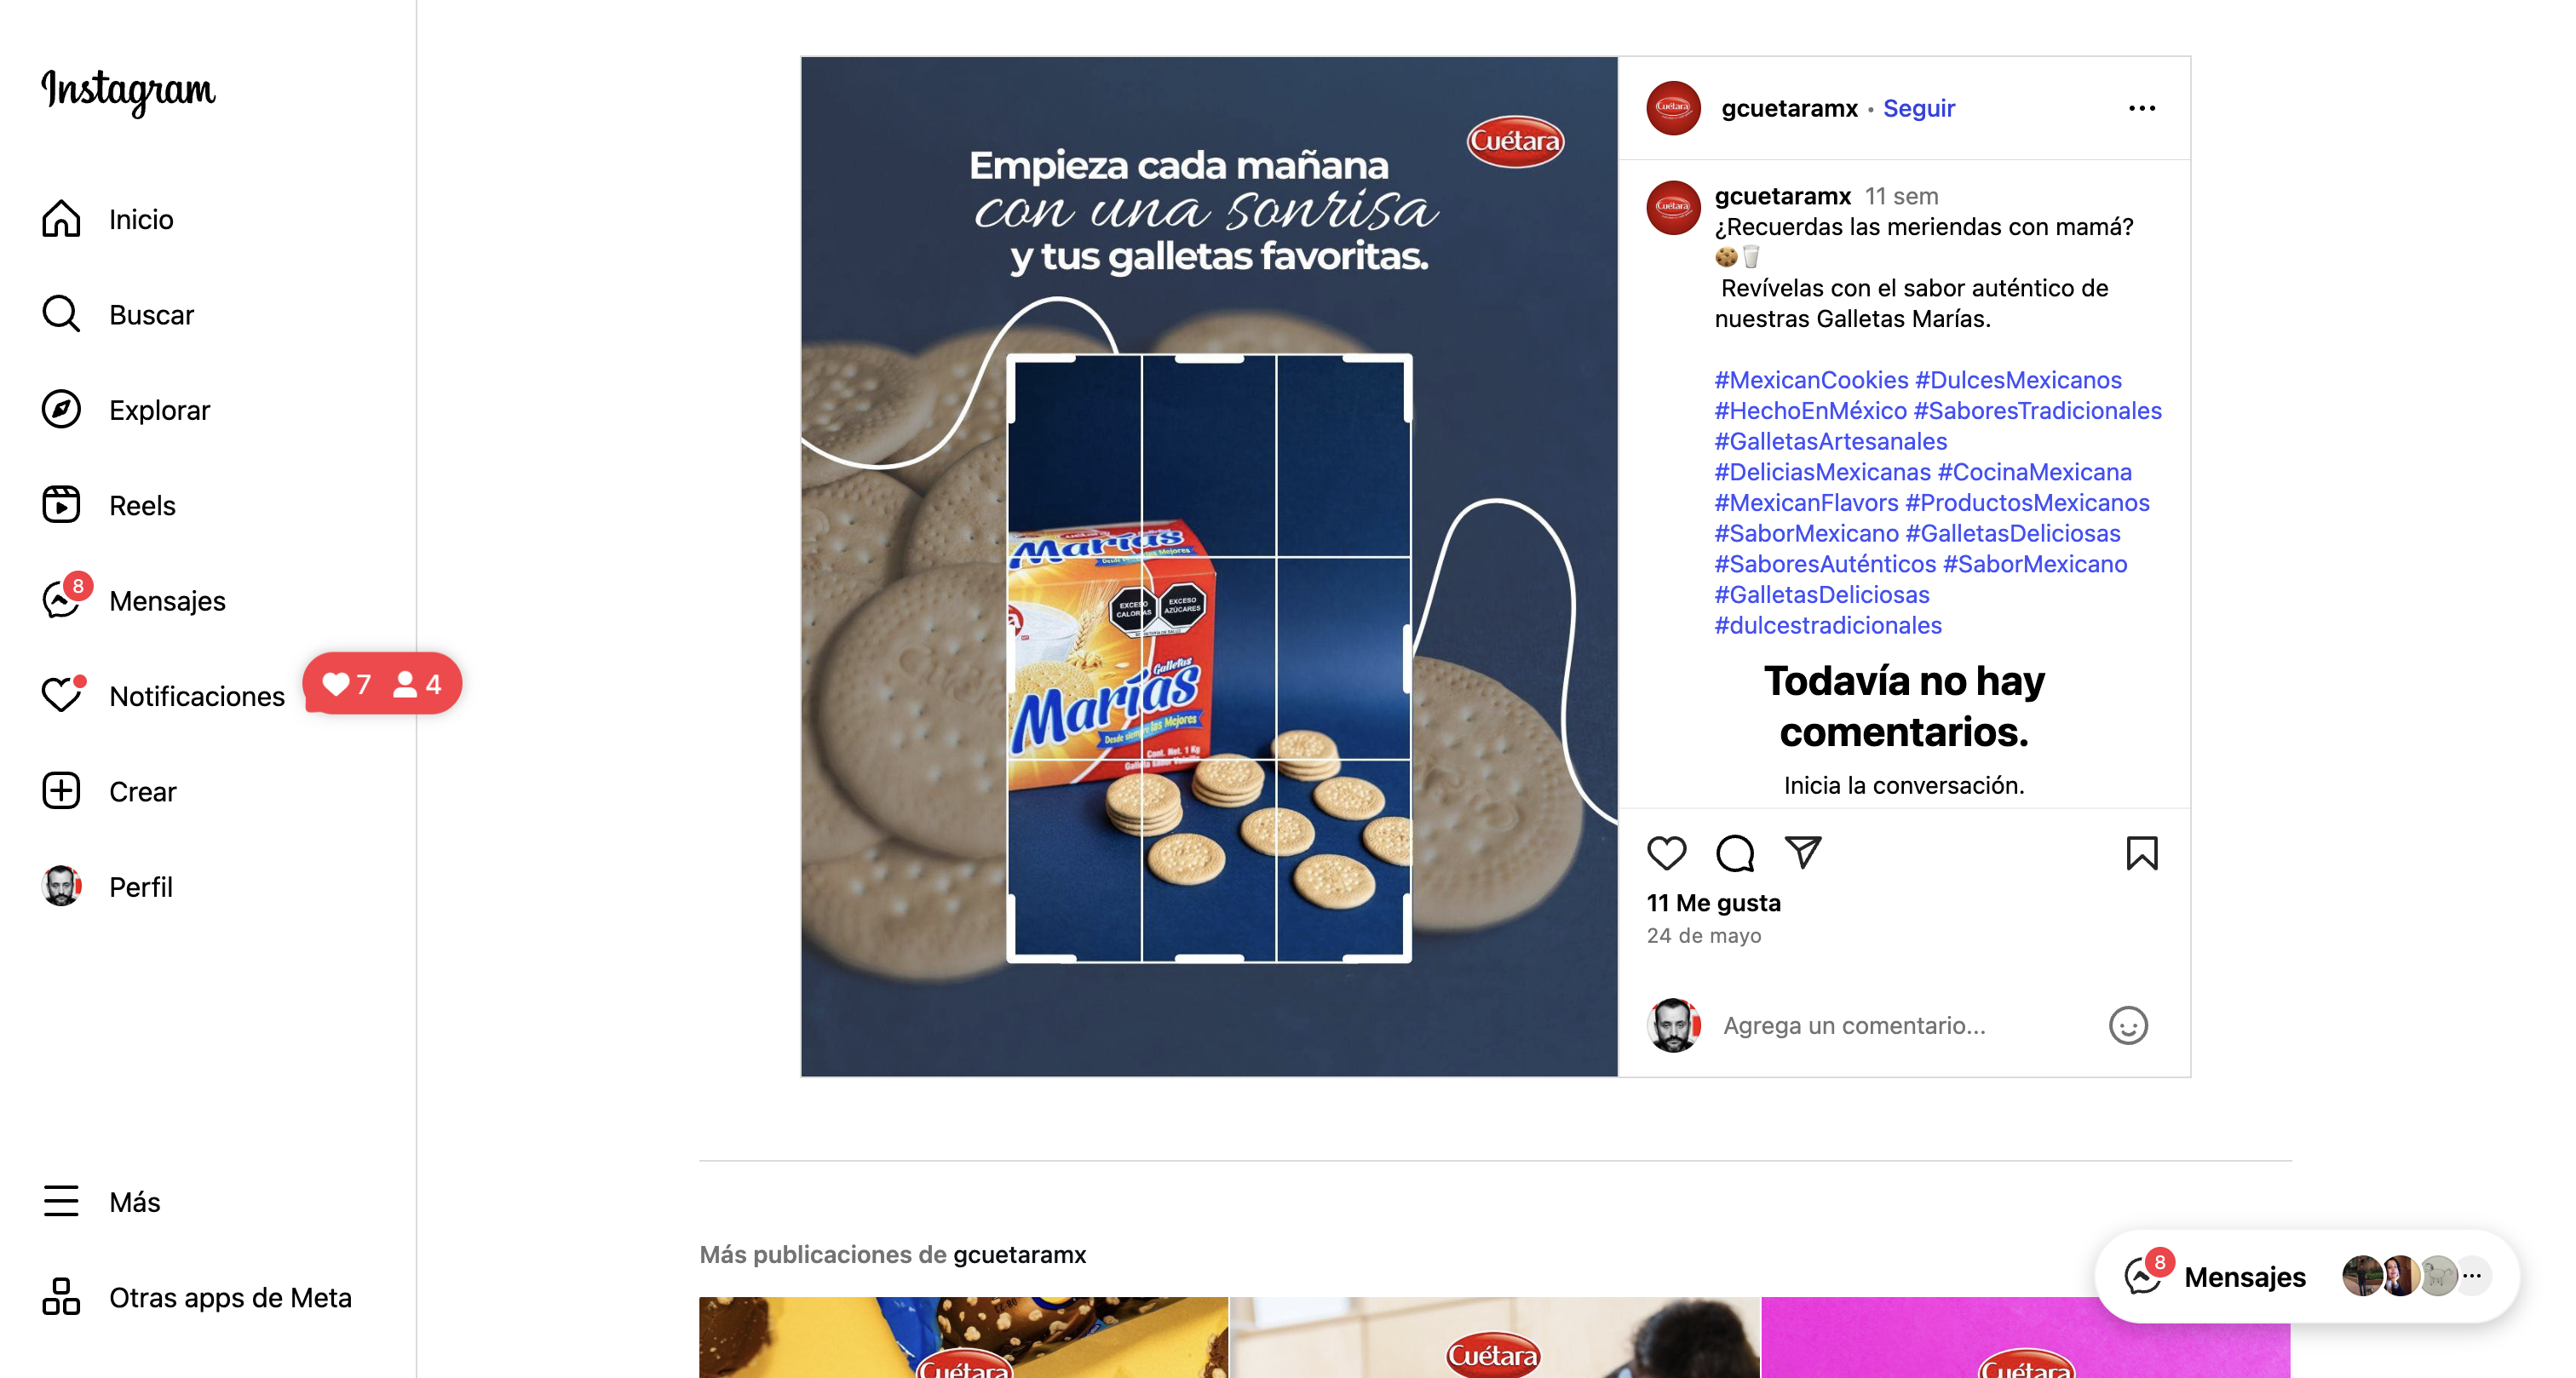 Instagram
Inicio
Buscar
Explorar
Reels
8
Mensajes
Notificaciones
7 4
Crear
Perfil
Más
Otras apps de Meta
Cuétara
Empieza cada mañana
con una sonrisa
y tus galletas favoritas.
Marías
EXCESO CALORÍAS
EXCESO AZÚCARES
Galletas
Marías
Desde siempre las Mejores
Cont. Net. 1 Kg
gcuetaramx • Seguir
gcuetaramx 11 sem
¿Recuerdas las meriendas con mamá?
🍪🥛
Revívelas con el sabor auténtico de
nuestras Galletas Marías.
#MexicanCookies #DulcesMexicanos
#HechoEnMéxico #SaboresTradicionales
#GalletasArtesanales
#DeliciasMexicanas #CocinaMexicana
#MexicanFlavors #ProductosMexicanos
#SaborMexicano #GalletasDeliciosas
#SaboresAuténticos #SaborMexicano
#GalletasDeliciosas
#dulcestradicionales
Todavía no hay
comentarios.
Inicia la conversación.
11 Me gusta
24 de mayo
Agrega un comentario...
Más publicaciones de gcuetaramx
Cuétara
Cuétara
Cuétara
8
Mensajes